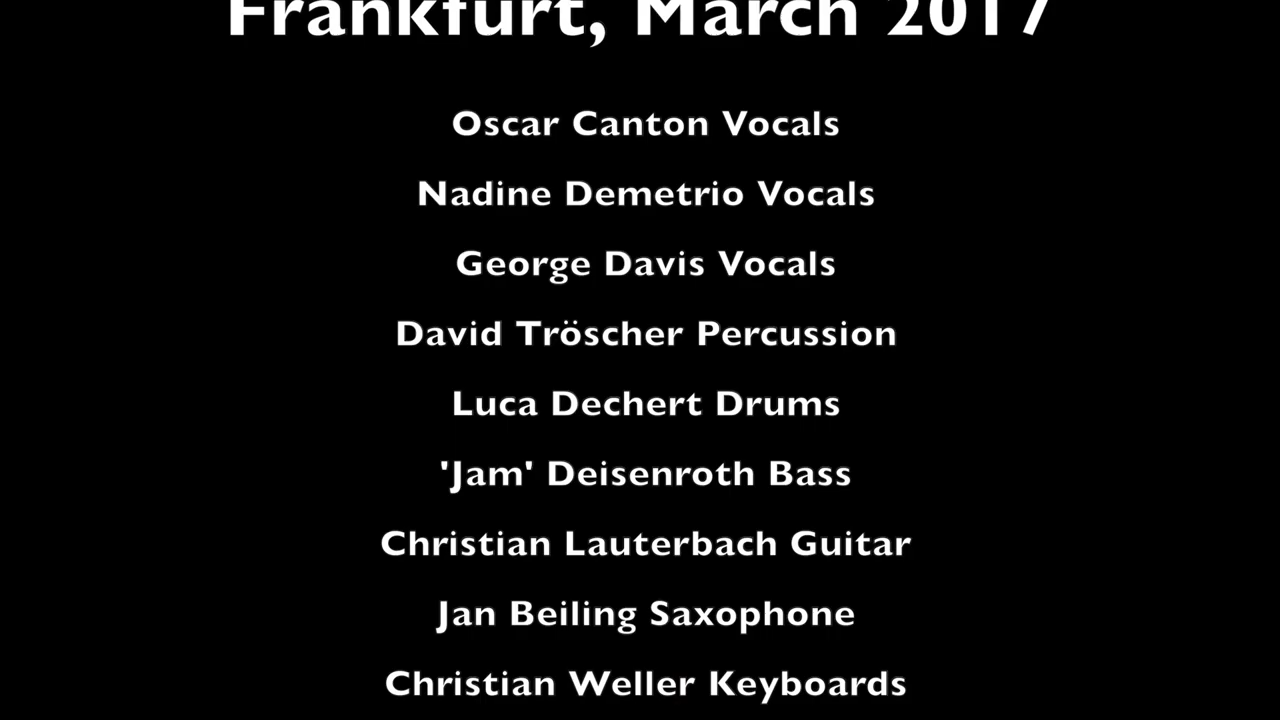 Frankfurt, March 2017
Oscar Canton Vocals
Nadine Demetrio Vocals
George Davis Vocals
David Tröscher Percussion
Luca Dechert Drums
'Jam' Deisenroth Bass
Christian Lauterbach Guitar
Jan Beiling Saxophone
Christian Weller Keyboards